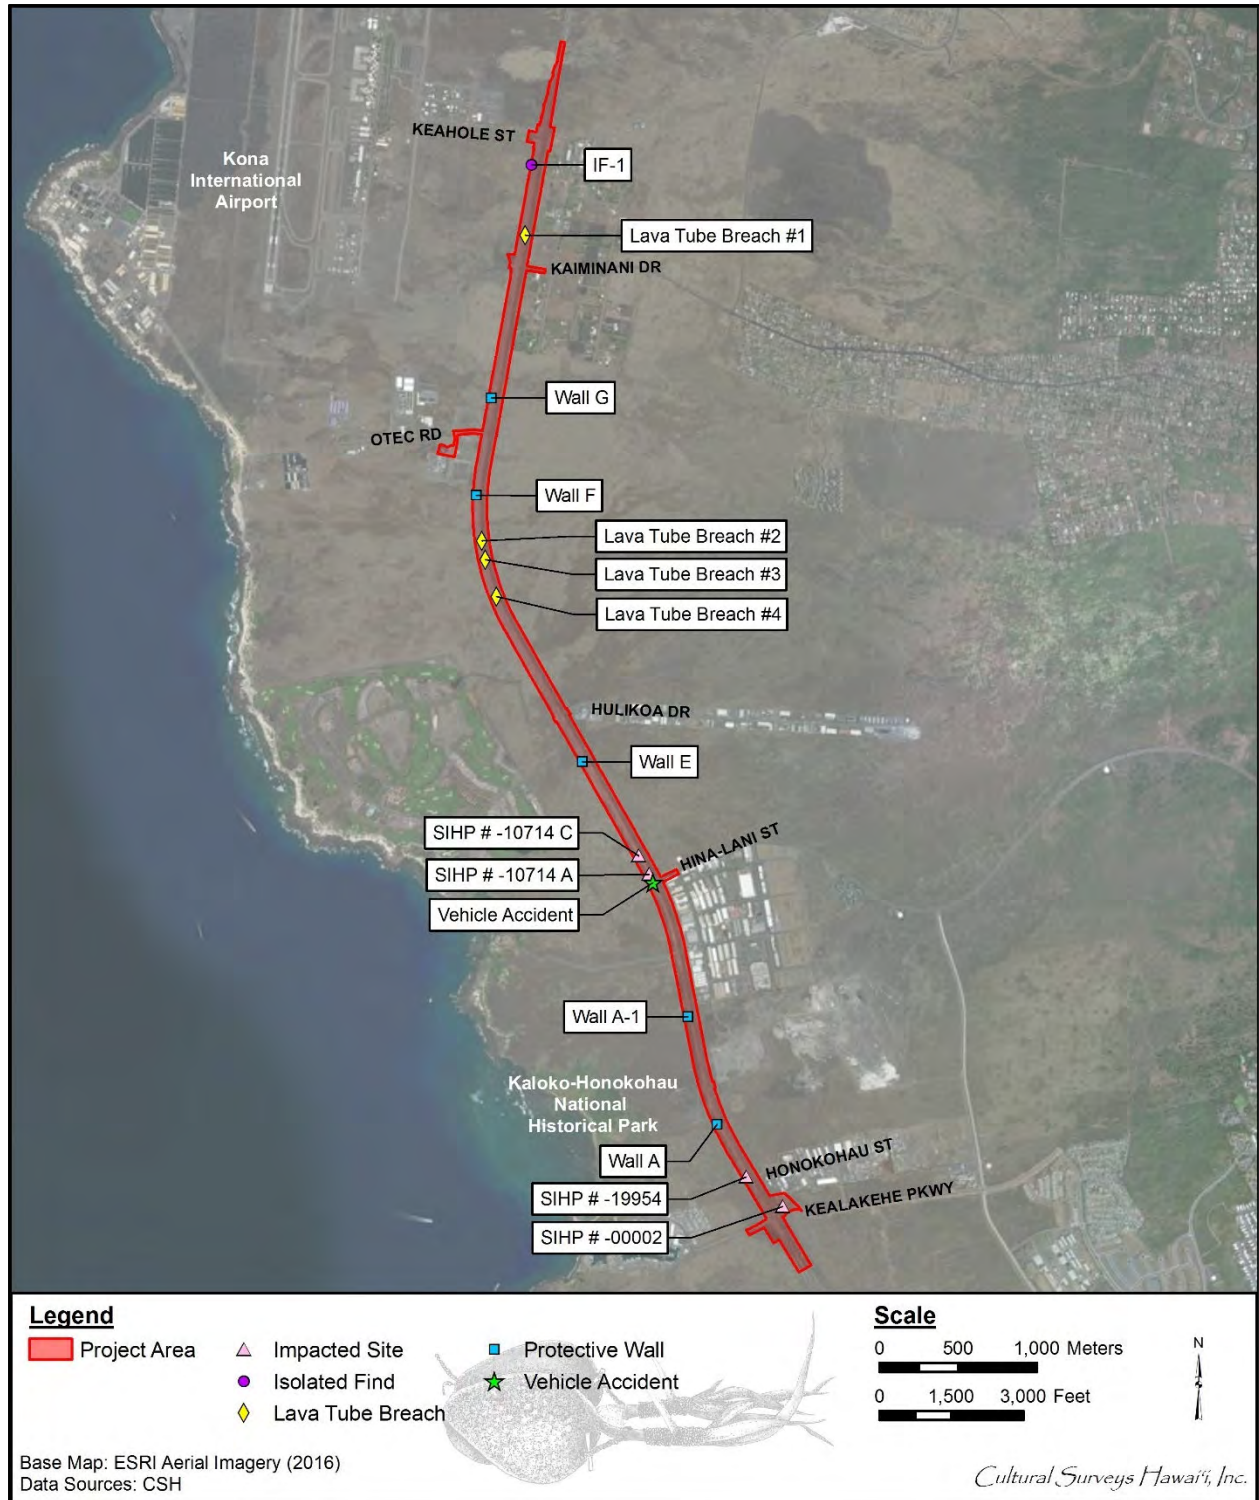 KEAHOLE ST
Kona
International
Airport
IF-1
Lava Tube Breach #1
KAIMINANI DR
Wall G
OTEC RD
Wall F
Lava Tube Breach #2
Lava Tube Breach #3
Lava Tube Breach #4
HULIKOA DR
Wall E
SIHP # -10714 C
HINA-LANI ST
SIHP # -10714 A
Vehicle Accident
Wall A-1
Kaloko-Honokohau
National
Historical Park
Wall A
HONOKOHAU ST
SIHP # -19954
KEALAKEHE PKWY
SIHP # -00002
Legend
Project Area
Impacted Site
Isolated Find
Lava Tube Breach
Protective Wall
Vehicle Accident
Scale
0 500 1,000 Meters
0 1,500 3,000 Feet
N
Base Map: ESRI Aerial Imagery (2016)
Data Sources: CSH
Cultural Surveys Hawai‘i, Inc.